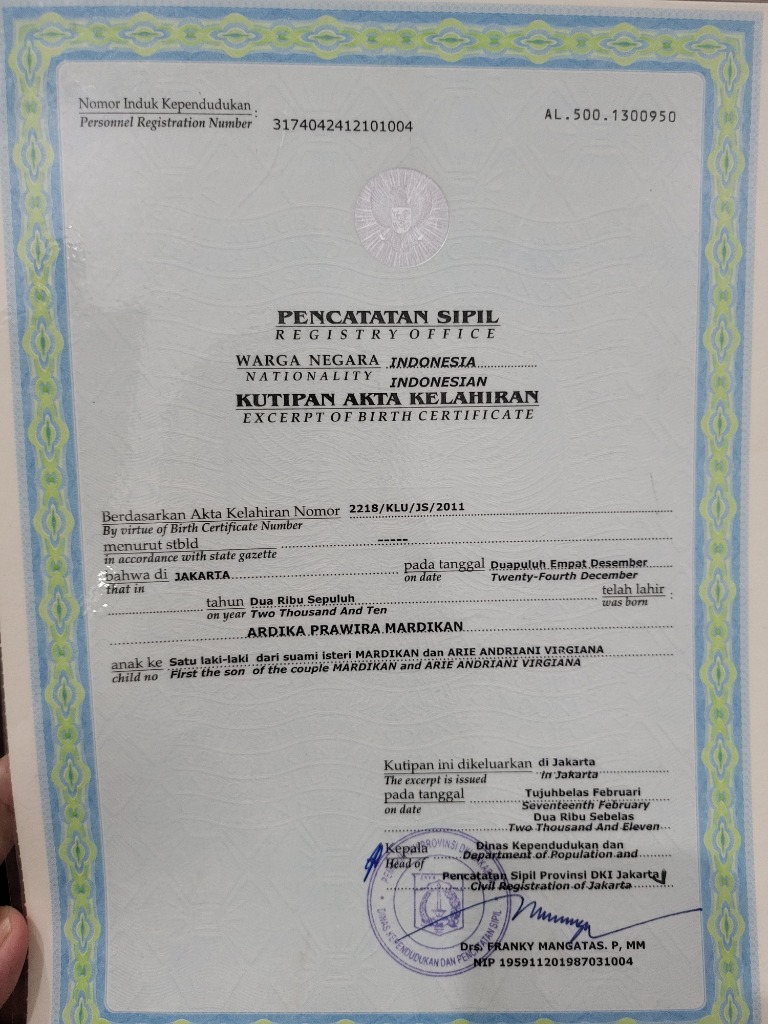 Nomor Induk Kependudukan :
Personnel Registration Number 3174042412101004
AL.500.1300950
PENCATATAN SIPIL
REGISTRY OFFICE
WARGA NEGARA INDONESIA
NATIONALITY INDONESIAN
KUTIPAN AKTA KELAHIRAN
EXCERPT OF BIRTH CERTIFICATE
Berdasarkan Akta Kelahiran Nomor 2218/KLU/JS/2011
By virtue of Birth Certificate Number
menurut stbld -----
in accordance with state gazette
bahwa di JAKARTA pada tanggal Duapuluh Empat Desember
that in on date Twenty-Fourth December
tahun Dua Ribu Sepuluh telah lahir :
on year Two Thousand And Ten was born
ARDIKA PRAWIRA MARDIKAN
anak ke Satu laki-laki dari suami isteri MARDIKAN dan ARIE ANDRIANI VIRGIANA
child no First the son of the couple MARDIKAN and ARIE ANDRIANI VIRGIANA
Kutipan ini dikeluarkan di Jakarta
The excerpt is issued in Jakarta
pada tanggal Tujuhbelas Februari
on date Seventeenth February
Dua Ribu Sebelas
Two Thousand And Eleven
Kepala Dinas Kependudukan dan
Head of Department of Population and
Pencatatan Sipil Provinsi DKI Jakarta
Civil Registration of Jakarta
DINAS KEPENDUDUKAN DAN PENCATATAN SIPIL
Drs. FRANKY MANGATAS. P, MM
NIP 195911201987031004